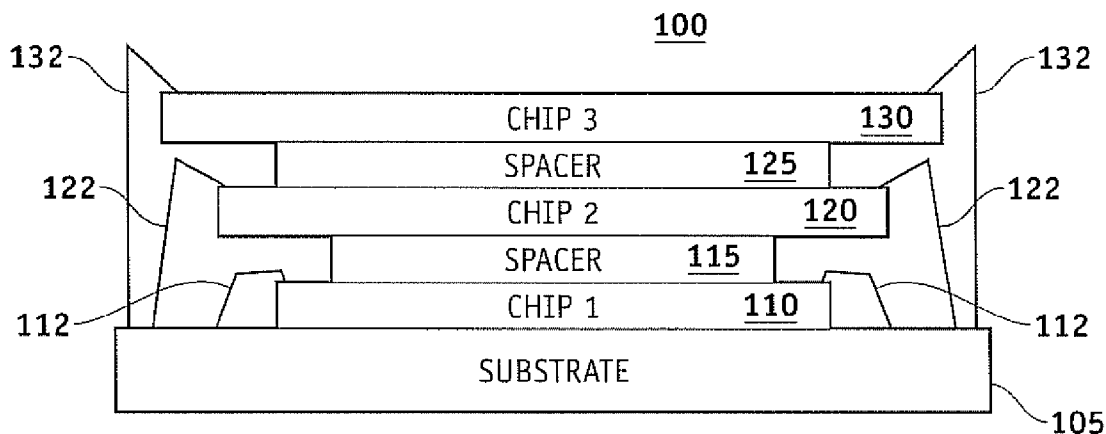 100
132
132
CHIP 3 130
SPACER 125
122
122
CHIP 2 120
SPACER 115
112
CHIP 1 110
112
SUBSTRATE
105